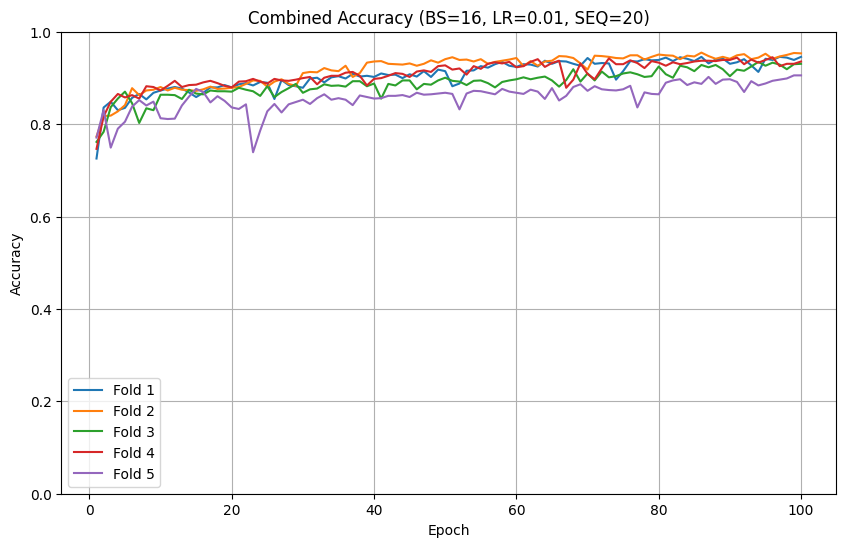 Combined Accuracy (BS=16, LR=0.01, SEQ=20)
Accuracy
1.0
0.8
0.6
0.4
0.2
0.0
Fold 1
Fold 2
Fold 3
Fold 4
Fold 5
0 20 40 60 80 100
Epoch